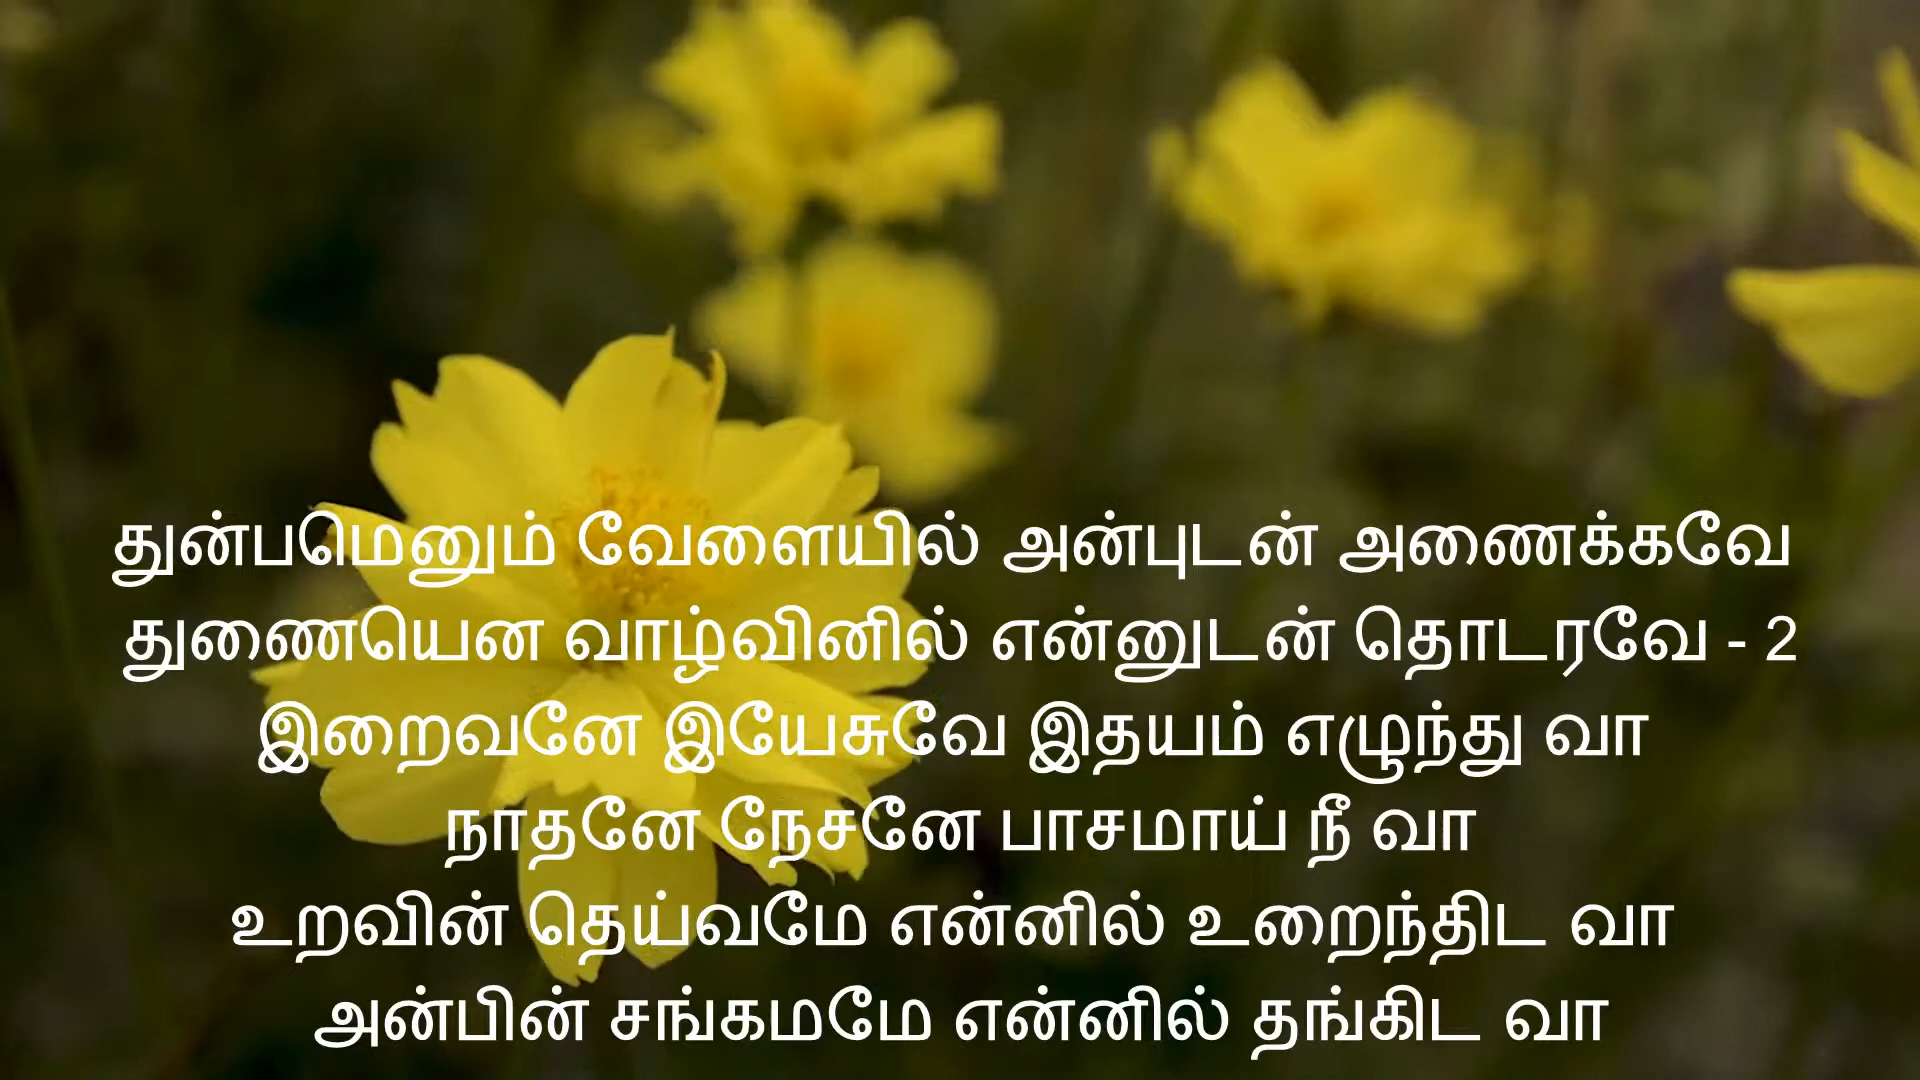 துன்பமெனும் வேளையில் அன்புடன் அணைக்கவே
துணையென வாழ்வினில் என்னுடன் தொடரவே - 2
இறைவனே இயேசுவே இதயம் எழுந்து வா
நாதனே நேசனே பாசமாய் நீ வா
உறவின் தெய்வமே என்னில் உறைந்திட வா
அன்பின் சங்கமமே என்னில் தங்கிட வா